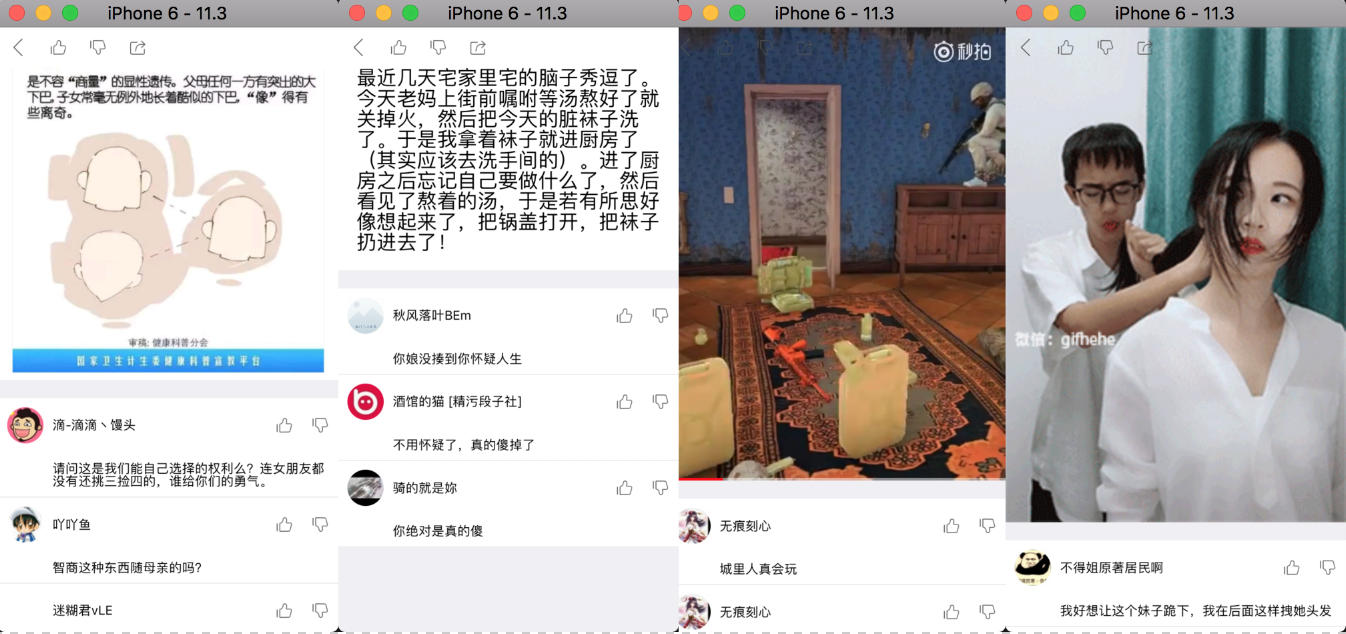 iPhone 6 - 11.3
是不容“商量”的显性遗传。父母任何一方有突出的大
下巴,子女常毫无例外地长着酷似的下巴,“像”得有
些离奇。
审稿: 健康科普分会
国家卫生计生委健康科普宣教平台
滴-滴滴丶馒头
请问这是我们能自己选择的权利么？连女朋友都
没有还挑三捡四的，谁给你们的勇气。
吖吖鱼
智商这种东西随母亲的吗?
迷糊君vLE
iPhone 6 - 11.3
最近几天宅家里宅的脑子秀逗了。
今天老妈上街前嘱咐等汤熬好了就
关掉火，然后把今天的脏袜子洗
了。于是我拿着袜子就进厨房了
（其实应该去洗手间的）。进了厨
房之后忘记自己要做什么了，然后
看见了熬着的汤，于是若有所思好
像想起来了，把锅盖打开，把袜子
扔进去了！
秋风落叶BEm
你娘没揍到你怀疑人生
酒馆的猫 [精污段子社]
不用怀疑了，真的傻掉了
骑的就是妳
你绝对是真的傻
iPhone 6 - 11.3
秒拍
无痕刻心
城里人真会玩
无痕刻心
iPhone 6 - 11.3
微信：gifhehe
不得姐原著居民啊
我好想让这个妹子跪下，我在后面这样拽她头发